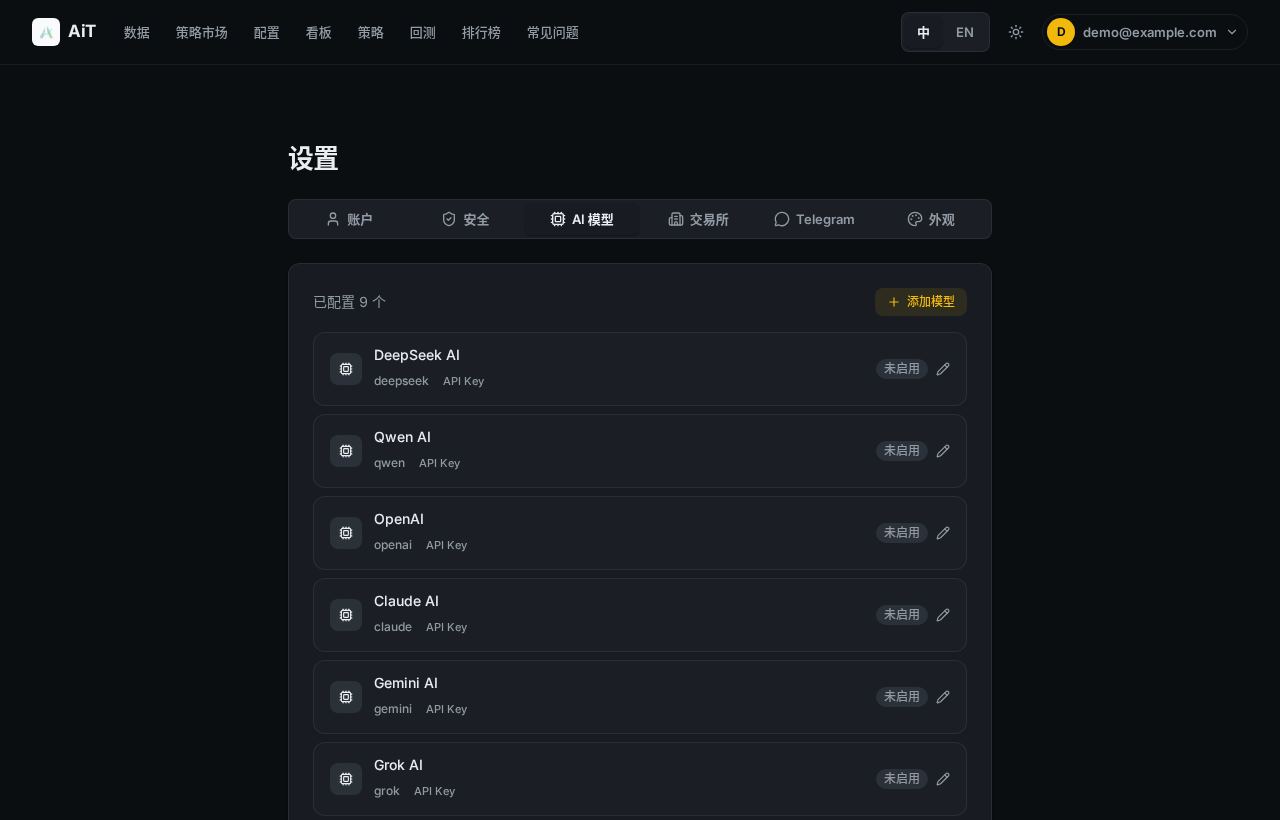 AiT 数据 策略市场 配置 看板 策略 回测 排行榜 常见问题 中 EN D demo@example.com
设置
账户 安全 AI 模型 交易所 Telegram 外观
已配置 9 个 添加模型
DeepSeek AI
deepseek API Key 未启用
Qwen AI
qwen API Key 未启用
OpenAI
openai API Key 未启用
Claude AI
claude API Key 未启用
Gemini AI
gemini API Key 未启用
Grok AI
grok API Key 未启用